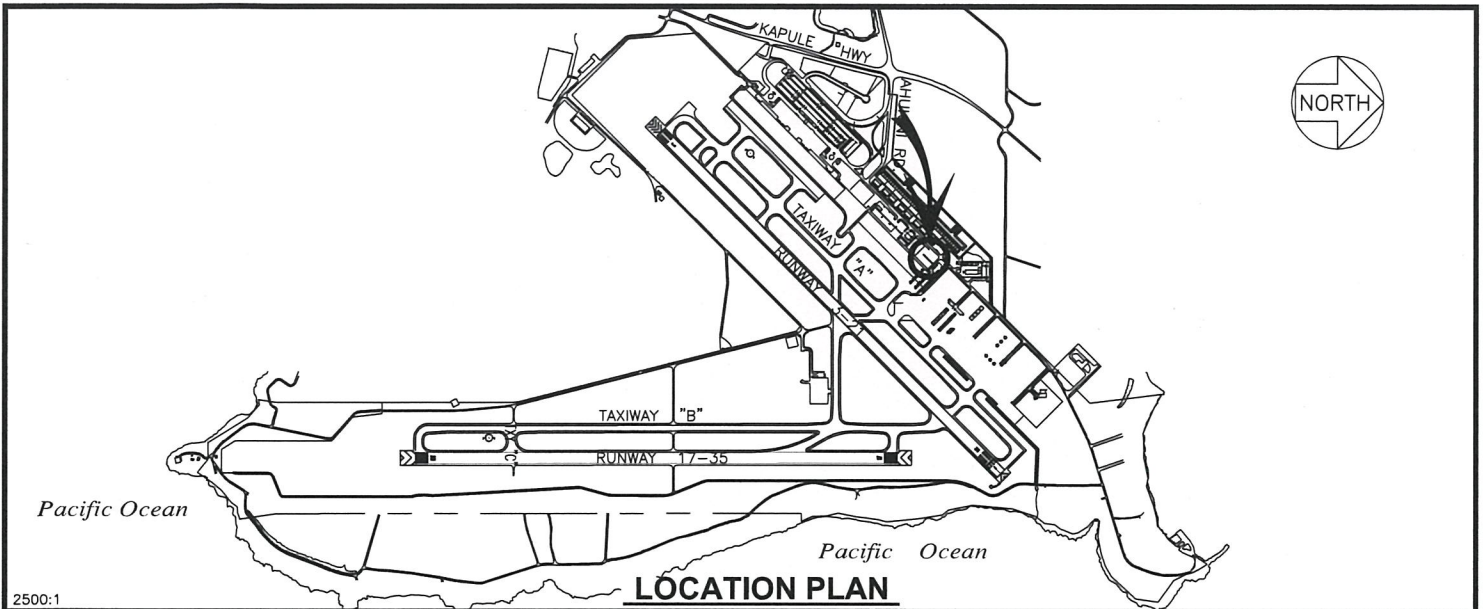 KAPULE HWY
NORTH
AHUKINI RD
TAXIWAY "A"
RUNWAY
TAXIWAY "B"
RUNWAY 17-35
Pacific Ocean
Pacific Ocean
LOCATION PLAN
2500:1